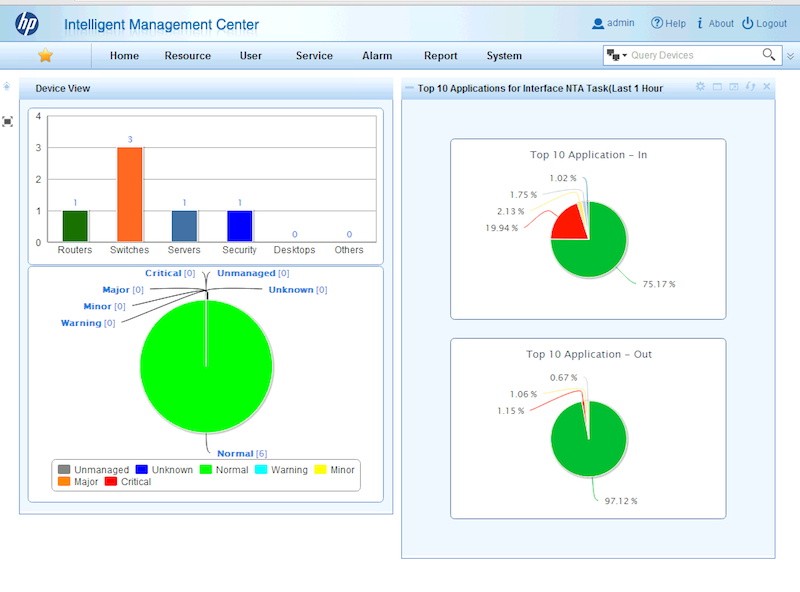 hp
Intelligent Management Center
admin
Help
About
Logout
Home
Resource
User
Service
Alarm
Report
System
Query Devices
Device View
4
3
2
1
0
1
3
1
1
0
0
Routers
Switches
Servers
Security
Desktops
Others
Critical [0]
Unmanaged [0]
Major [0]
Unknown [0]
Minor [0]
Warning [0]
Normal [6]
Unmanaged
Unknown
Normal
Warning
Minor
Major
Critical
Top 10 Applications for Interface NTA Task(Last 1 Hour
Top 10 Application - In
1.02 %
1.75 %
2.13 %
19.94 %
75.17 %
Top 10 Application - Out
0.67 %
1.06 %
1.15 %
97.12 %